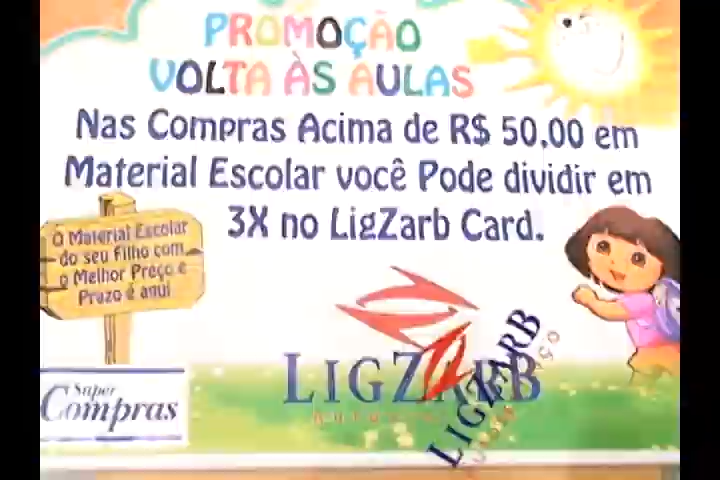 PROMOÇÃO
VOLTA ÀS AULAS
Nas Compras Acima de R$ 50,00 em
Material Escolar você Pode dividir em
3X no LigZarb Card.
O Material Escolar
do seu Filho com
o Melhor Preço e
Prazo é aqui
Super
Compras
LIGZARB
LIGZARB